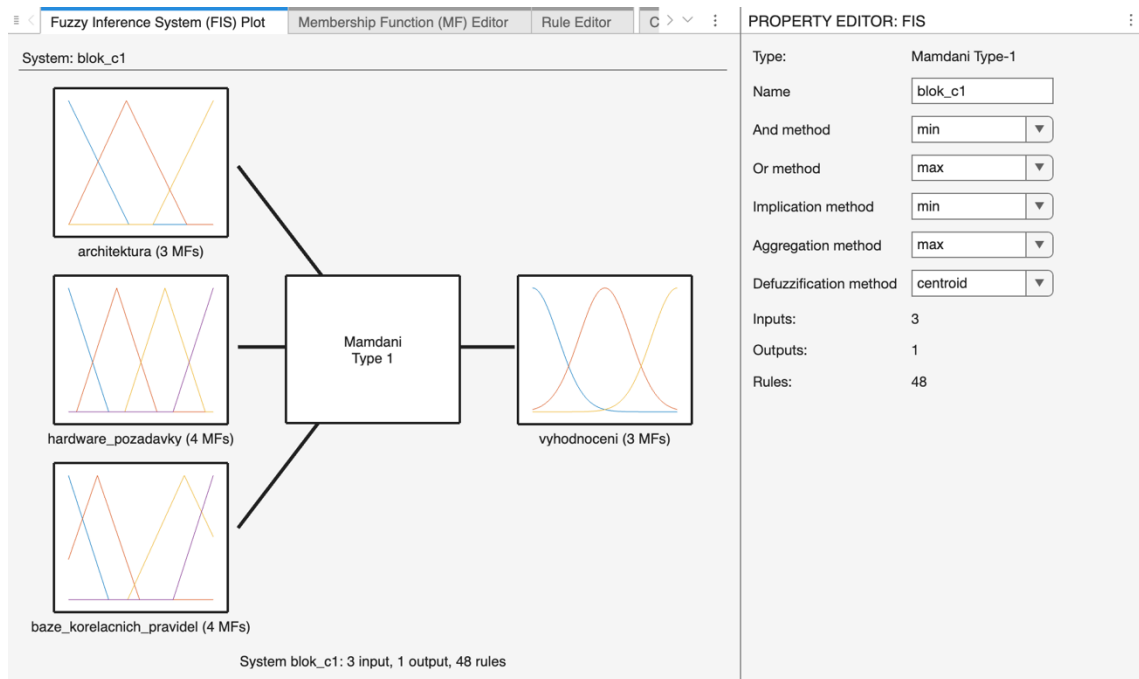 Fuzzy Inference System (FIS) Plot
Membership Function (MF) Editor
Rule Editor
C
System: blok_c1
architektura (3 MFs)
hardware_pozadavky (4 MFs)
baze_korelacnich_pravidel (4 MFs)
Mamdani
Type 1
vyhodnoceni (3 MFs)
System blok_c1: 3 input, 1 output, 48 rules
PROPERTY EDITOR: FIS
Type: Mamdani Type-1
Name blok_c1
And method min
Or method max
Implication method min
Aggregation method max
Defuzzification method centroid
Inputs: 3
Outputs: 1
Rules: 48